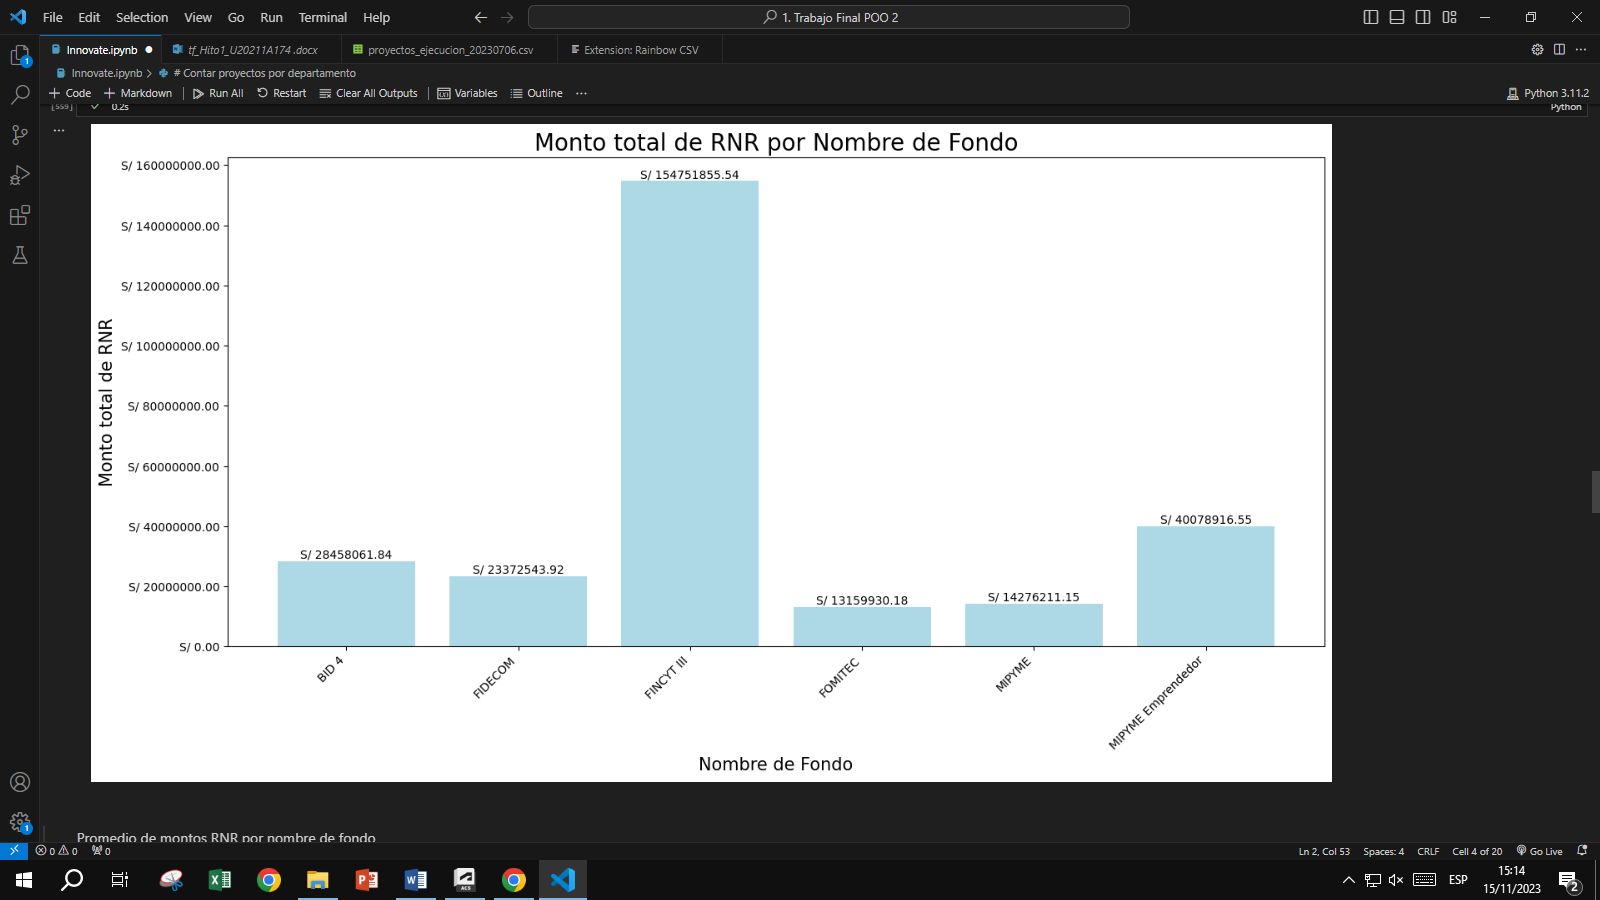 File Edit Selection View Go Run Terminal Help
1. Trabajo Final POO 2
Innovate.ipynb
tf_Hito1_U20211A174 .docx
proyectos_ejecucion_20230706.csv
Extension: Rainbow CSV
Innovate.ipynb > # Contar proyectos por departamento
Code Markdown Run All Restart Clear All Outputs Variables Outline ...
Python 3.11.2
[559] 0.2s Python
Monto total de RNR por Nombre de Fondo
Monto total de RNR
S/ 160000000.00
S/ 140000000.00
S/ 120000000.00
S/ 100000000.00
S/ 80000000.00
S/ 60000000.00
S/ 40000000.00
S/ 20000000.00
S/ 0.00
S/ 28458061.84
S/ 23372543.92
S/ 154751855.54
S/ 13159930.18
S/ 14276211.15
S/ 40078916.55
BID 4
FIDECOM
FINCYT III
FOMITEC
MIPYME
MIPYME Emprendedor
Nombre de Fondo
Promedio de montos RNR por nombre de fondo
0 0 0
Ln 2, Col 53 Spaces: 4 CRLF Cell 4 of 20 Go Live
ESP
15:14
15/11/2023
2